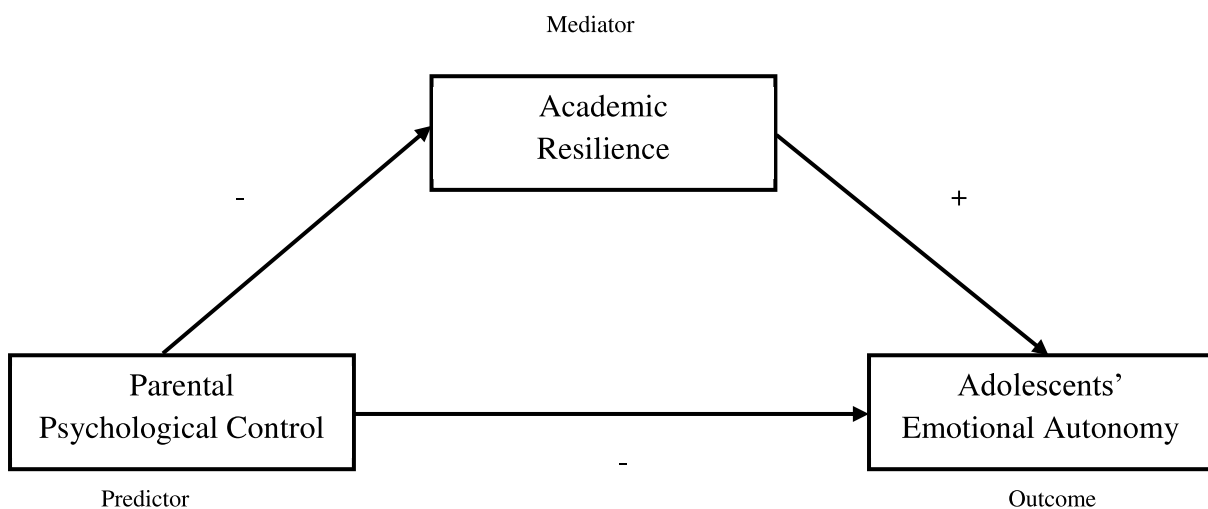 Mediator
Academic
Resilience
-
+
Parental
Psychological Control
Adolescents’
Emotional Autonomy
-
Predictor
Outcome